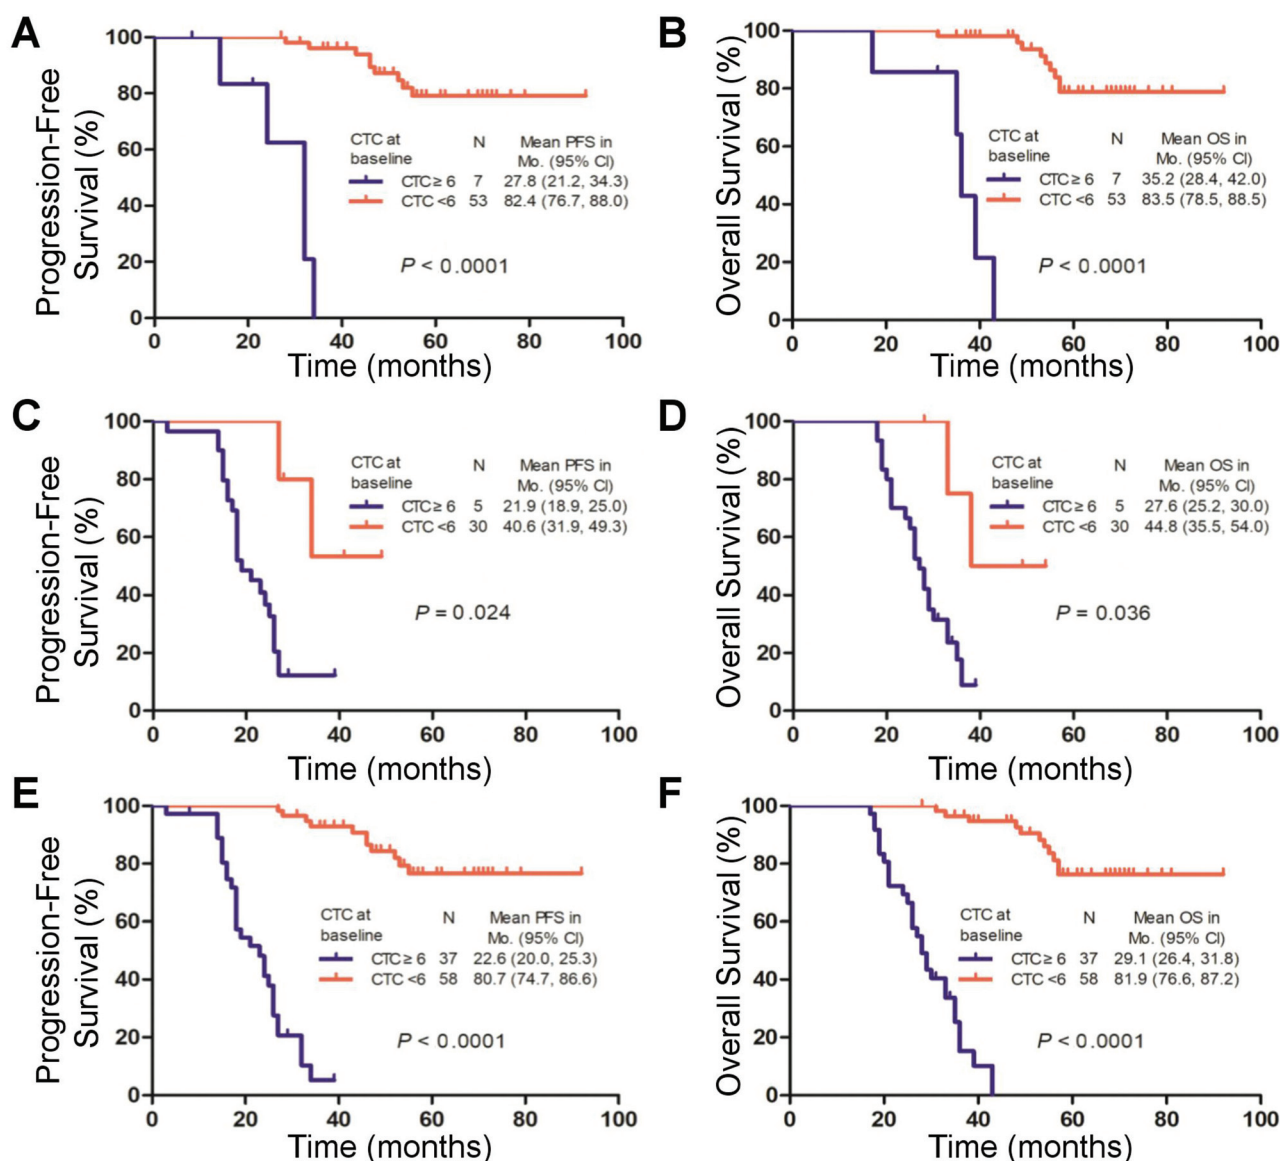 A
Progression-Free
Survival (%)
100
80
60
40
20
0
CTC at
baseline
N
Mean PFS in
Mo. (95% CI)
CTC ≥ 6 7 27.8 (21.2, 34.3)
CTC <6 53 82.4 (76.7, 88.0)
P < 0.0001
0 20 40 60 80 100
Time (months)
B
Overall Survival (%)
100
80
60
40
20
0
CTC at
baseline
N
Mean OS in
Mo. (95% CI)
CTC ≥ 6 7 35.2 (28.4, 42.0)
CTC <6 53 83.5 (78.5, 88.5)
P < 0.0001
0 20 40 60 80 100
Time (months)
C
Progression-Free
Survival (%)
100
80
60
40
20
0
CTC at
baseline
N
Mean PFS in
Mo. (95% CI)
CTC ≥ 6 5 21.9 (18.9, 25.0)
CTC <6 30 40.6 (31.9, 49.3)
P = 0.024
0 20 40 60 80 100
Time (months)
D
Overall Survival (%)
100
80
60
40
20
0
CTC at
baseline
N
Mean OS in
Mo. (95% CI)
CTC ≥ 6 5 27.6 (25.2, 30.0)
CTC <6 30 44.8 (35.5, 54.0)
P = 0.036
0 20 40 60 80 100
Time (months)
E
Progression-Free
Survival (%)
100
80
60
40
20
0
CTC at
baseline
N
Mean PFS in
Mo. (95% CI)
CTC ≥ 6 37 22.6 (20.0, 25.3)
CTC <6 58 80.7 (74.7, 86.6)
P < 0.0001
0 20 40 60 80 100
Time (months)
F
Overall Survival (%)
100
80
60
40
20
0
CTC at
baseline
N
Mean OS in
Mo. (95% CI)
CTC ≥ 6 37 29.1 (26.4, 31.8)
CTC <6 58 81.9 (76.6, 87.2)
P < 0.0001
0 20 40 60 80 100
Time (months)